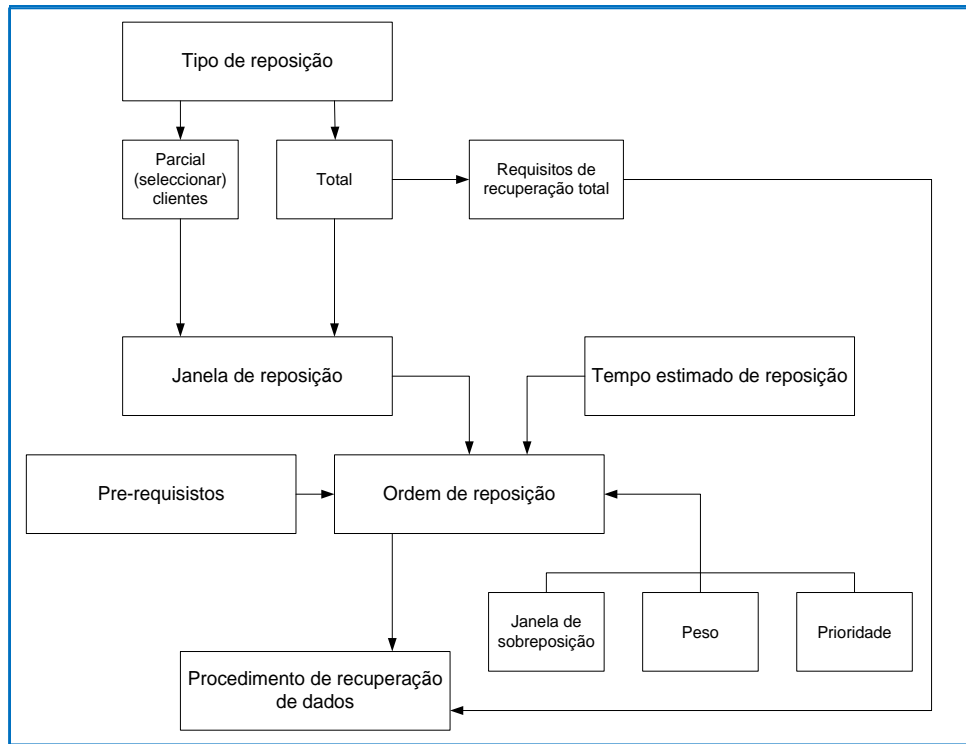 Tipo de reposição
Parcial
(seleccionar)
clientes
Total
Requisitos de
recuperação total
Janela de reposição
Tempo estimado de reposição
Pre-requisistos
Ordem de reposição
Janela de
sobreposição
Peso
Prioridade
Procedimento de recuperação
de dados